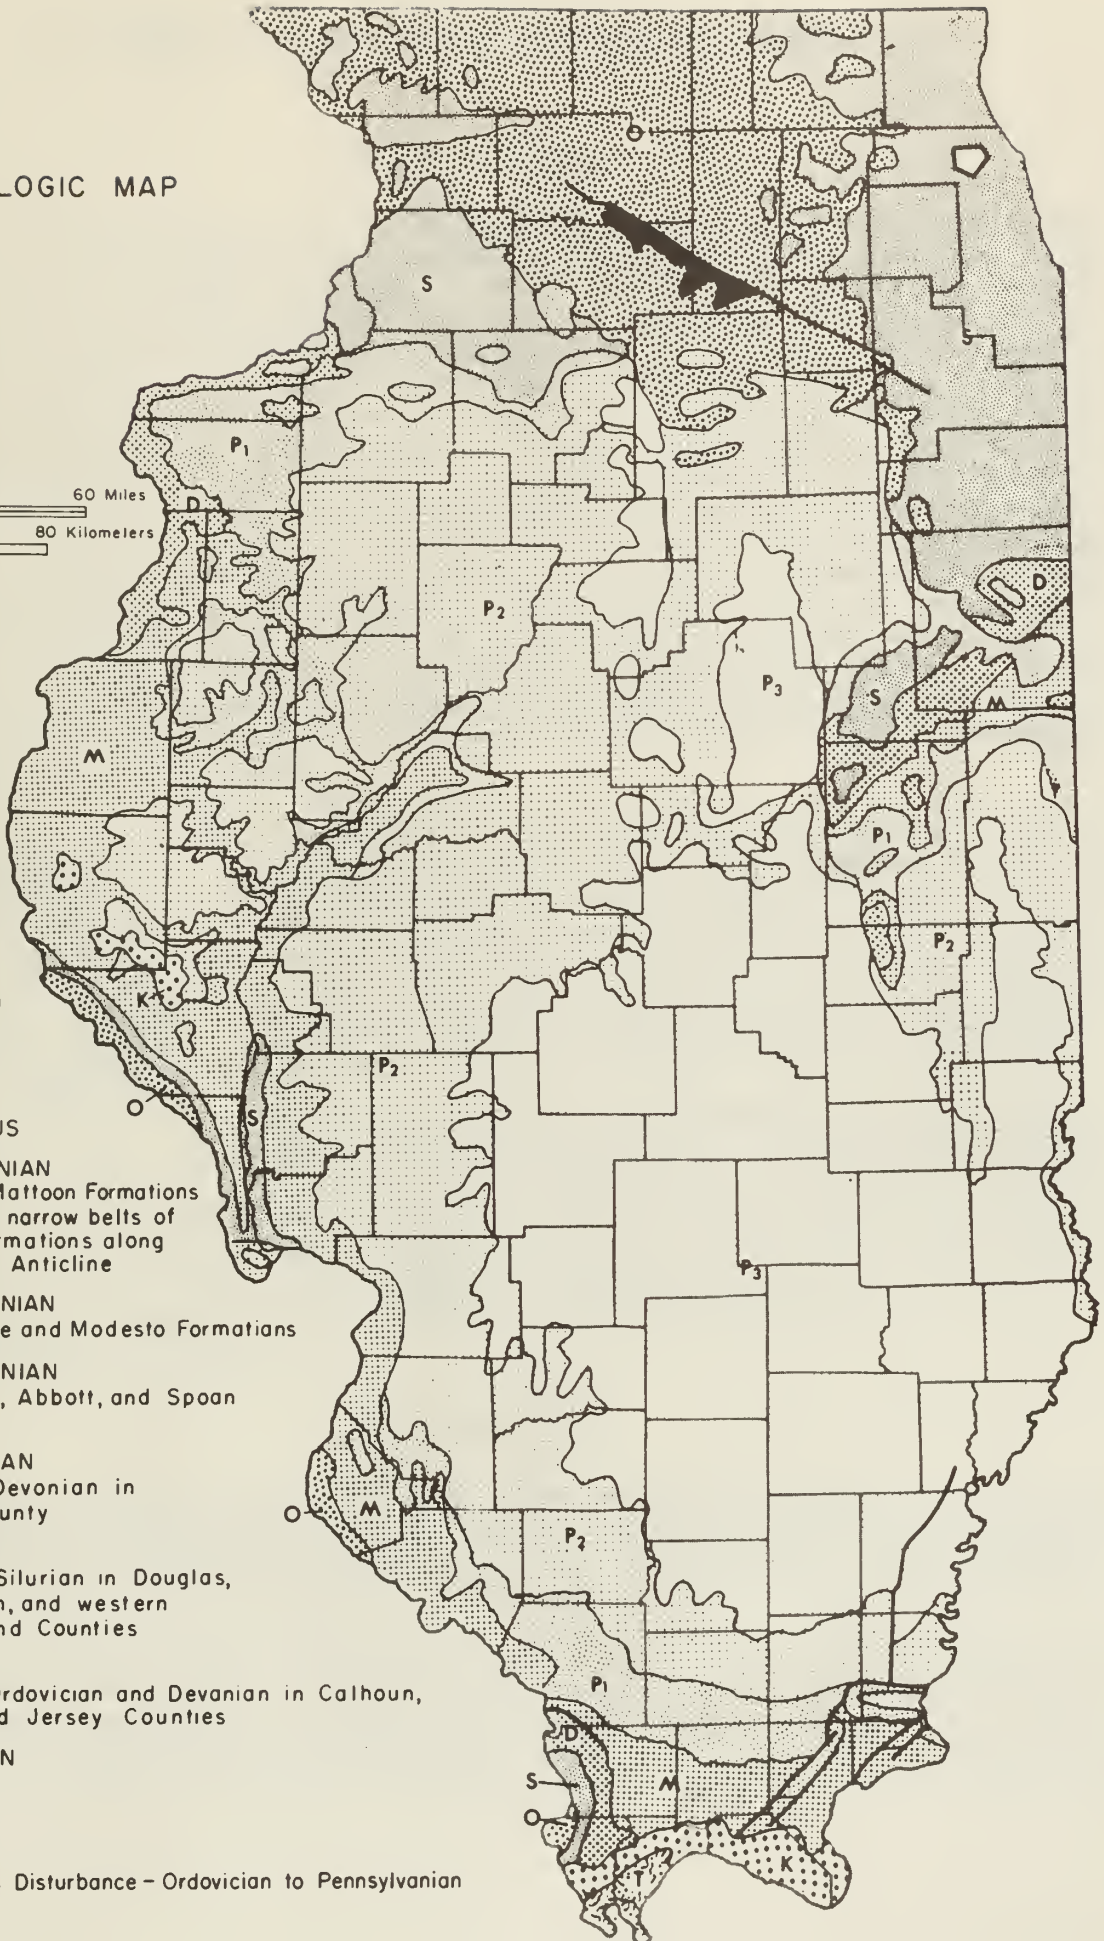 LOGIC MAP
S
P1
60 Miles
D
80 Kilometers
D
P2
P3
S
M
M
P1
P2
K
P2
O
S
US
NIAN
Mattoon Formations
narrow belts of
rmations along
Anticline
P3
NIAN
e and Modesto Formatians
NIAN
, Abbott, and Spoan
AN
Devonian in
unty
O
M
P2
Silurian in Douglas,
n, and western
nd Counties
P1
rdovician and Devanian in Calhoun,
d Jersey Counties
D
N
S
M
O
K
T
Disturbance – Ordovician to Pennsylvanian